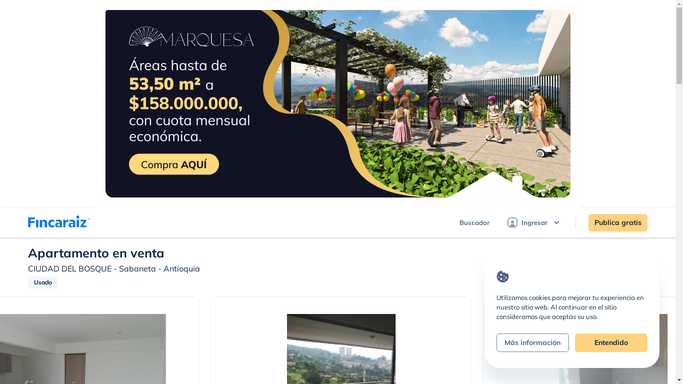 MARQUESA
Áreas hasta de
53,50 m² a
$158.000.000,
con cuota mensual
económica.
Compra AQUÍ
Fincaraiz
Buscador
Ingresar
Publica gratis
Apartamento en venta
CIUDAD DEL BOSQUE - Sabaneta - Antioquia
Usado
Utilizamos cookies para mejorar tu experiencia en
nuestro sitio web. Al continuar en el sitio
consideramos que aceptas su uso.
Más información
Entendido